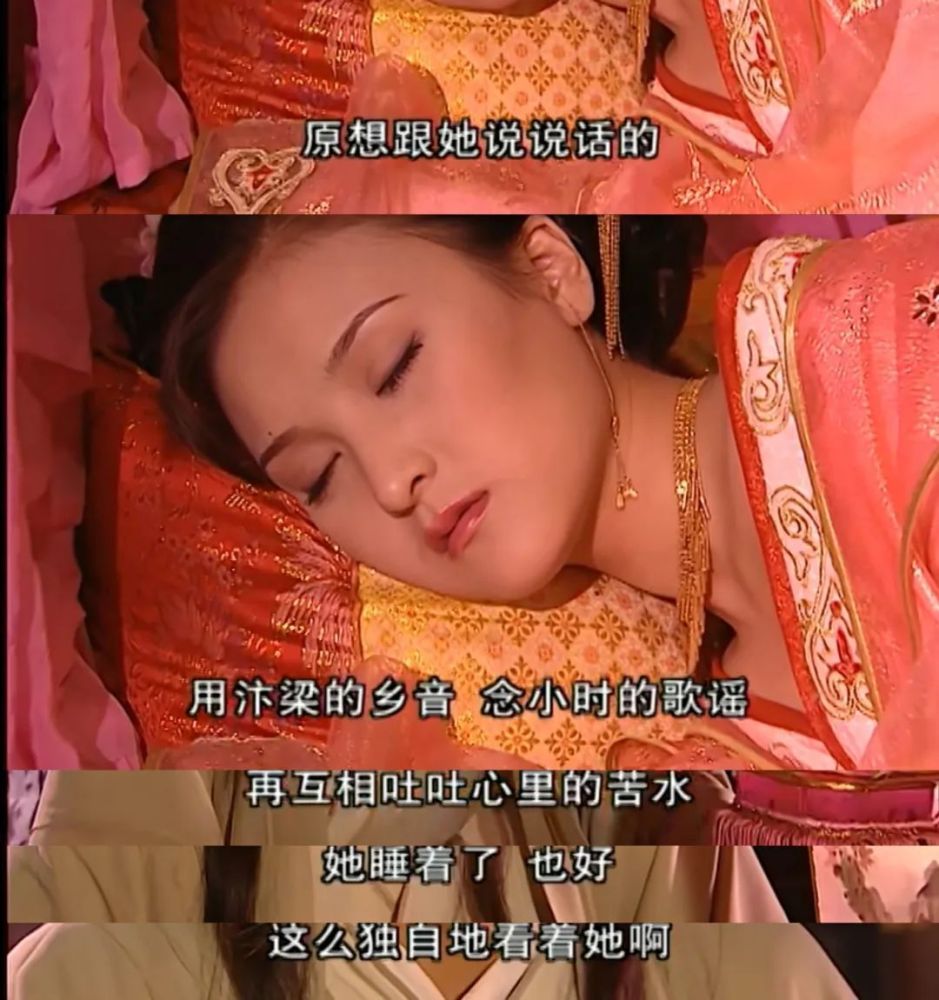 原想跟她说说话的
用汴梁的乡音 念小时的歌谣
再互相吐吐心里的苦水
她睡着了 也好
这么独自地看着她啊